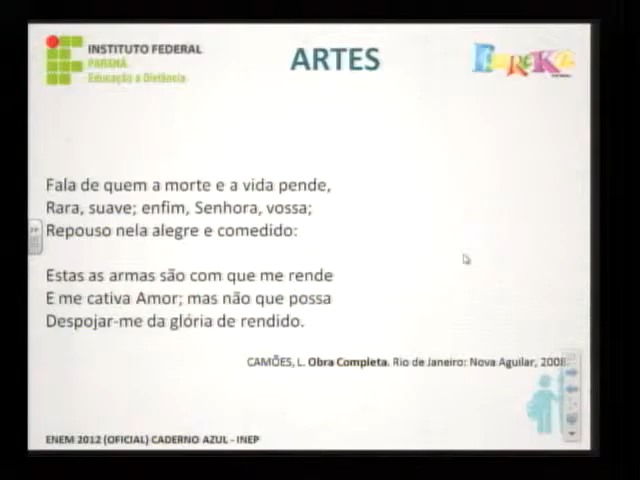 INSTITUTO FEDERAL
PARANÁ
Educação a Distância
ARTES
EUREKA
Fala de quem a morte e a vida pende,
Rara, suave; enfim, Senhora, vossa;
Repouso nela alegre e comedido:
Estas as armas são com que me rende
E me cativa Amor; mas não que possa
Despojar-me da glória de rendido.
CAMÕES, L. Obra Completa. Rio de Janeiro: Nova Aguilar, 2008.
ENEM 2012 (OFICIAL) CADERNO AZUL - INEP